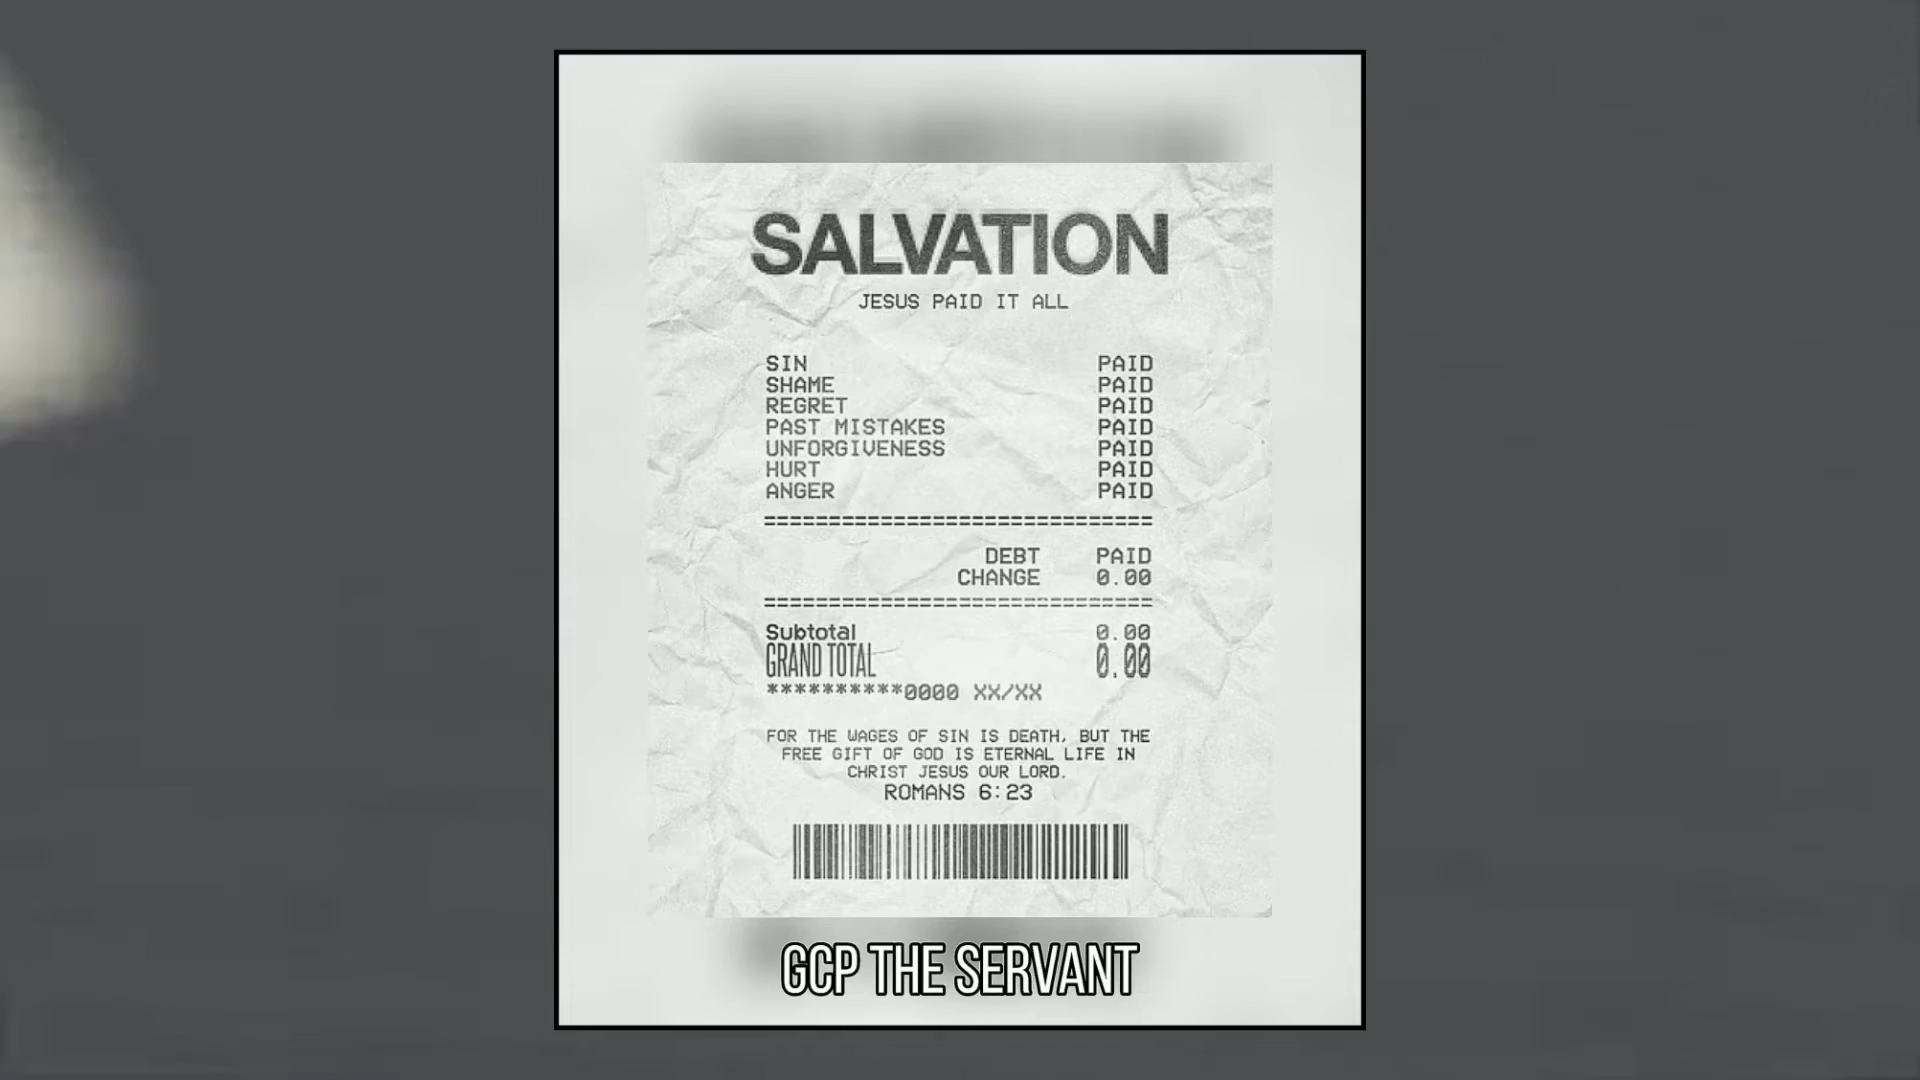 SALVATION
JESUS PAID IT ALL
SIN PAID
SHAME PAID
REGRET PAID
PAST MISTAKES PAID
UNFORGIVENESS PAID
HURT PAID
ANGER PAID
==============================
DEBT PAID
CHANGE 0.00
==============================
Subtotal 0.00
GRAND TOTAL 0.00
**********0000 XX/XX
FOR THE WAGES OF SIN IS DEATH, BUT THE
FREE GIFT OF GOD IS ETERNAL LIFE IN
CHRIST JESUS OUR LORD.
ROMANS 6:23
GCP THE SERVANT